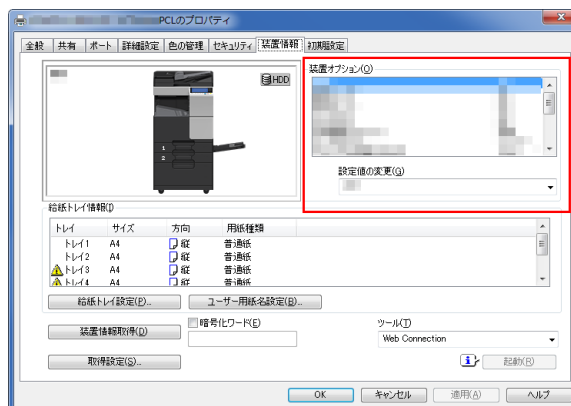 PCLのプロパティ
全般 共有 ポート 詳細設定 色の管理 セキュリティ 装置情報 初期設定
HDD
装置オプション(O)
1
2
設定値の変更(G)
給紙トレイ情報(I)
トレイ サイズ 方向 用紙種類
トレイ1 A4 縦 普通紙
トレイ2 A4 縦 普通紙
トレイ3 A4 縦 普通紙
トレイ4 A4 縦 普通紙
給紙トレイ設定(P)... ユーザー用紙名設定(B)...
装置情報取得(D) 暗号化ワード(E) ツール(T)
Web Connection
取得設定(S)... 起動(R)
OK キャンセル 適用(A) ヘルプ